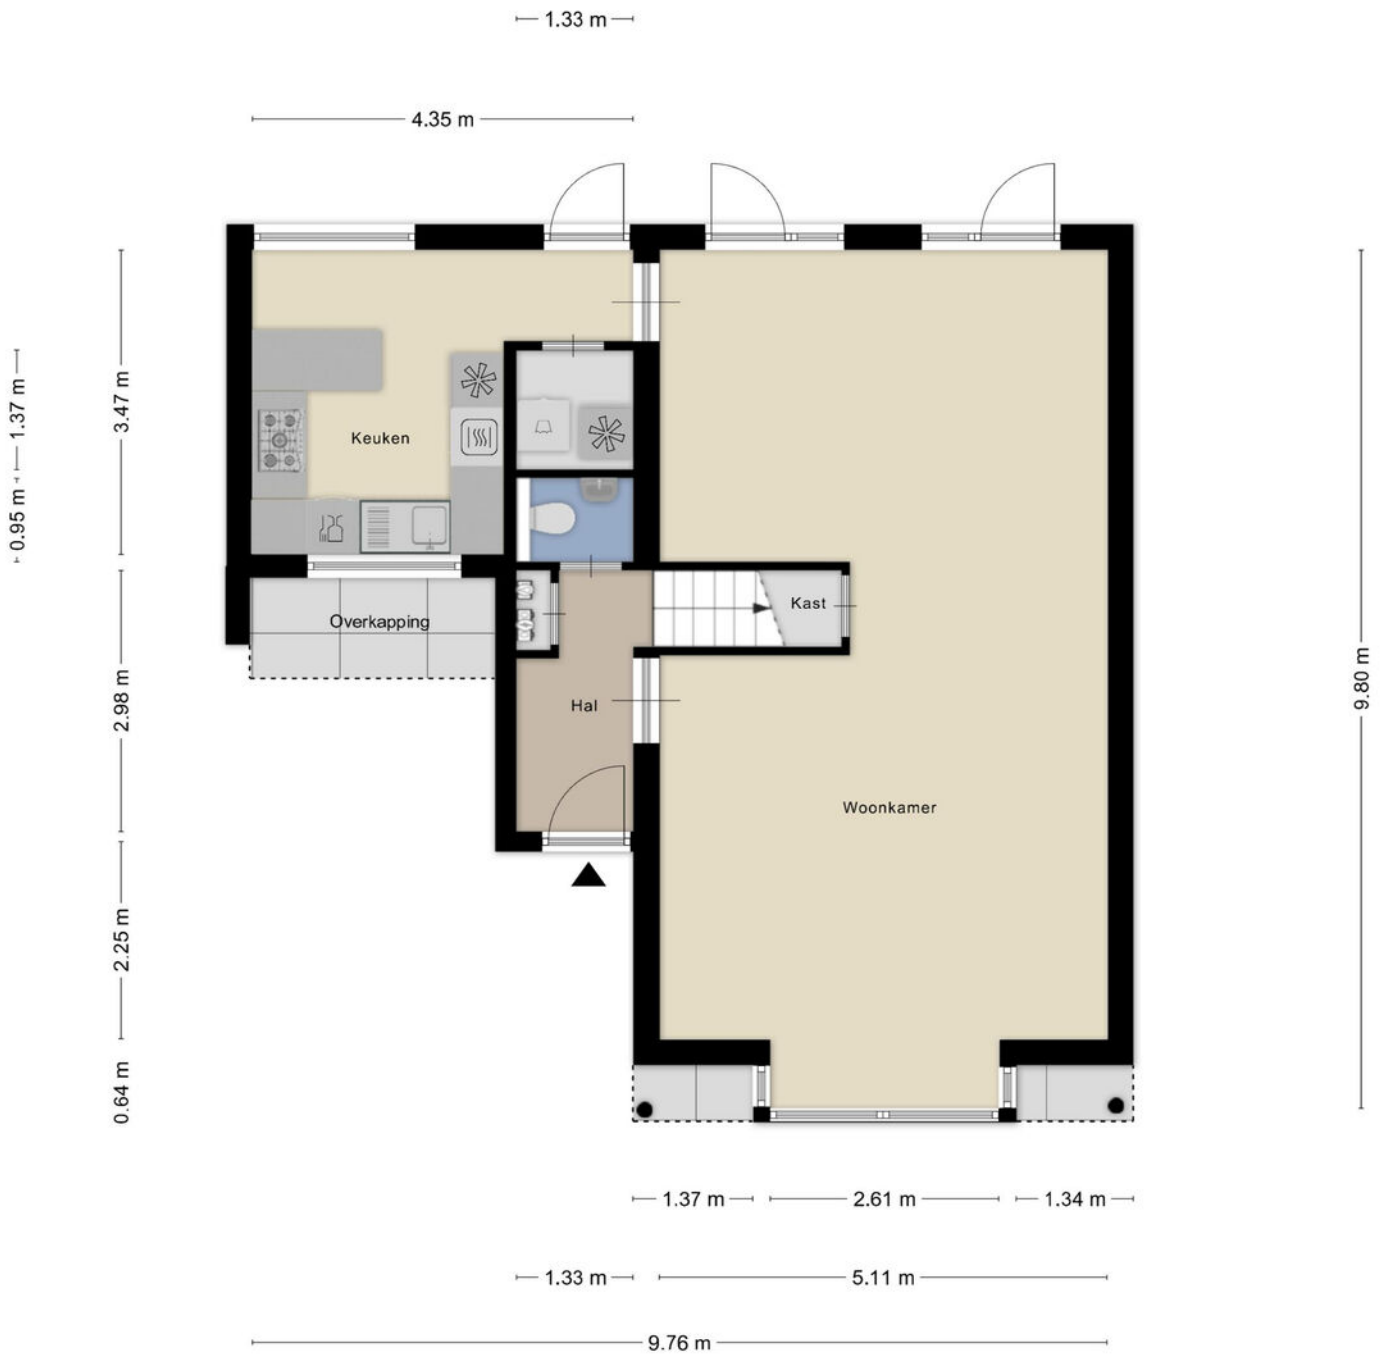 1.33 m
4.35 m
3.47 m
1.37 m
0.95 m
2.98 m
2.25 m
0.64 m
9.80 m
Keuken
Overkapping
Kast
Hal
Woonkamer
1.37 m
2.61 m
1.34 m
1.33 m
5.11 m
9.76 m